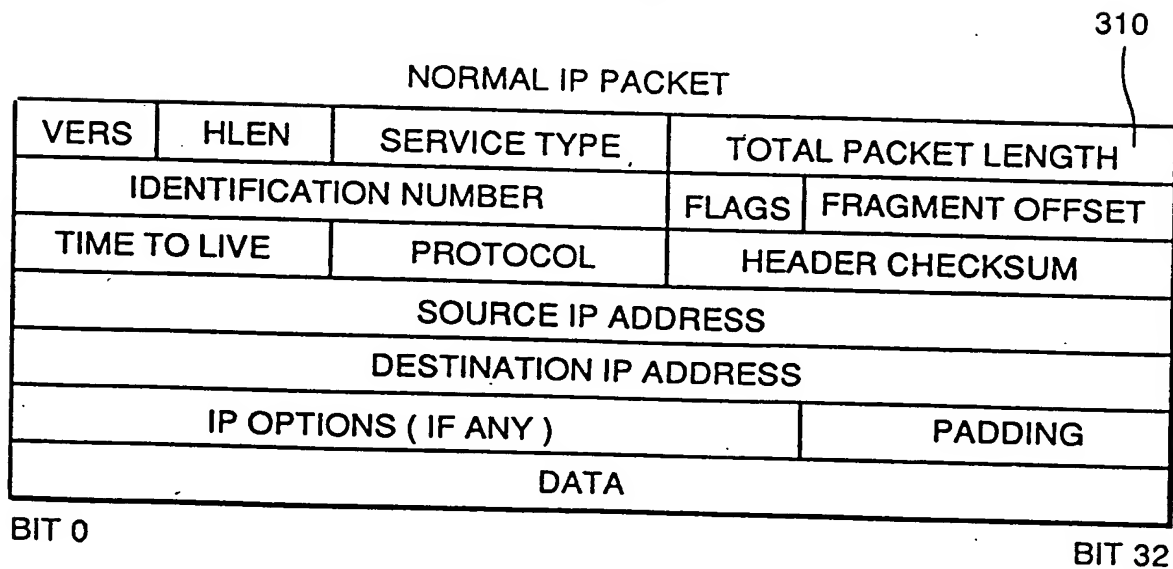 310
NORMAL IP PACKET
VERS HLEN SERVICE TYPE TOTAL PACKET LENGTH
IDENTIFICATION NUMBER FLAGS FRAGMENT OFFSET
TIME TO LIVE PROTOCOL HEADER CHECKSUM
SOURCE IP ADDRESS
DESTINATION IP ADDRESS
IP OPTIONS ( IF ANY ) PADDING
DATA
BIT 0 BIT 32